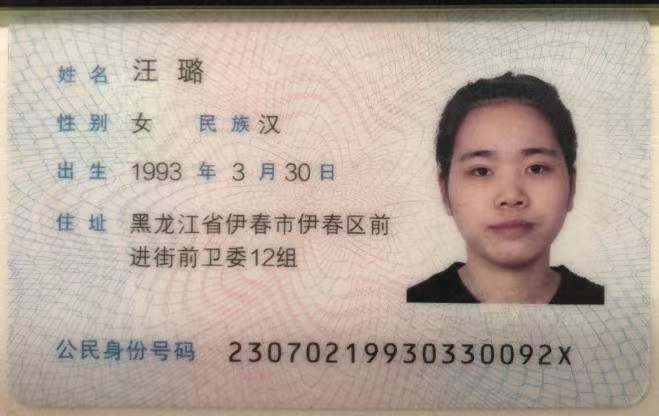 姓名 汪璐
性别 女 民族 汉
出生 1993 年 3 月 30 日
住址 黑龙江省伊春市伊春区前
进街前卫委12组
公民身份号码 23070219930330092X